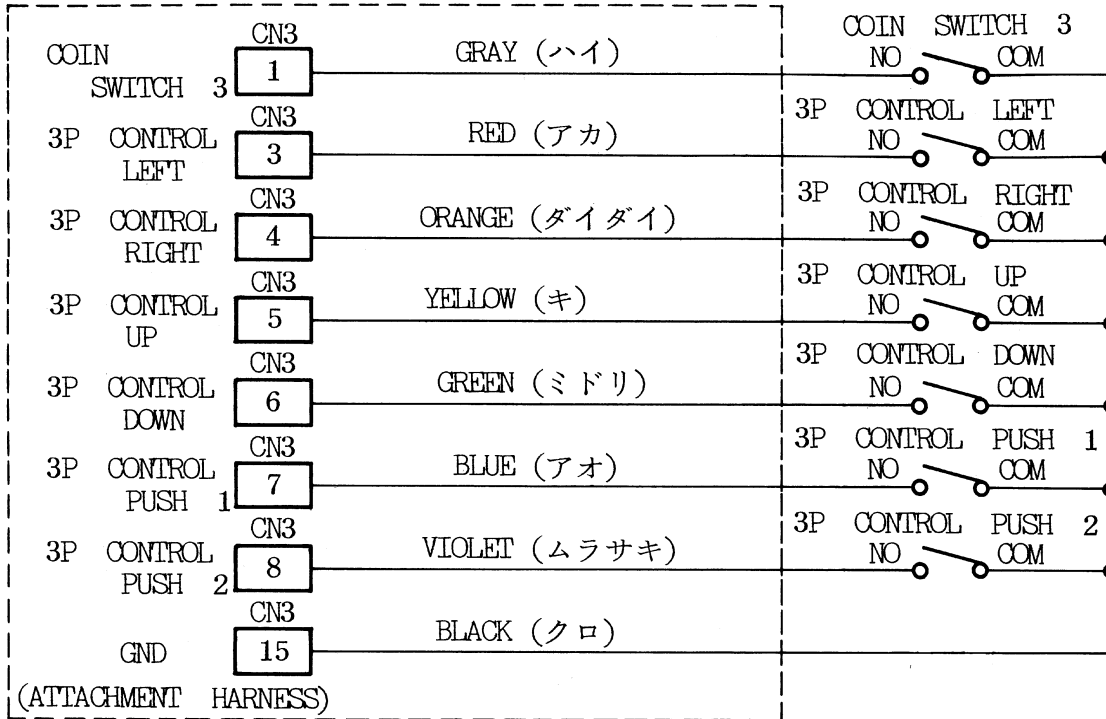 COIN SWITCH 3
CN3
1
GRAY (ハイ)
COIN SWITCH 3
NO COM
3P CONTROL LEFT
CN3
3
RED (アカ)
3P CONTROL LEFT
NO COM
3P CONTROL RIGHT
CN3
4
ORANGE (ダイダイ)
3P CONTROL RIGHT
NO COM
3P CONTROL UP
CN3
5
YELLOW (キ)
3P CONTROL UP
NO COM
3P CONTROL DOWN
CN3
6
GREEN (ミドリ)
3P CONTROL DOWN
NO COM
3P CONTROL PUSH 1
CN3
7
BLUE (アオ)
3P CONTROL PUSH 1
NO COM
3P CONTROL PUSH 2
CN3
8
VIOLET (ムラサキ)
3P CONTROL PUSH 2
NO COM
GND
CN3
15
BLACK (クロ)
(ATTACHMENT HARNESS)